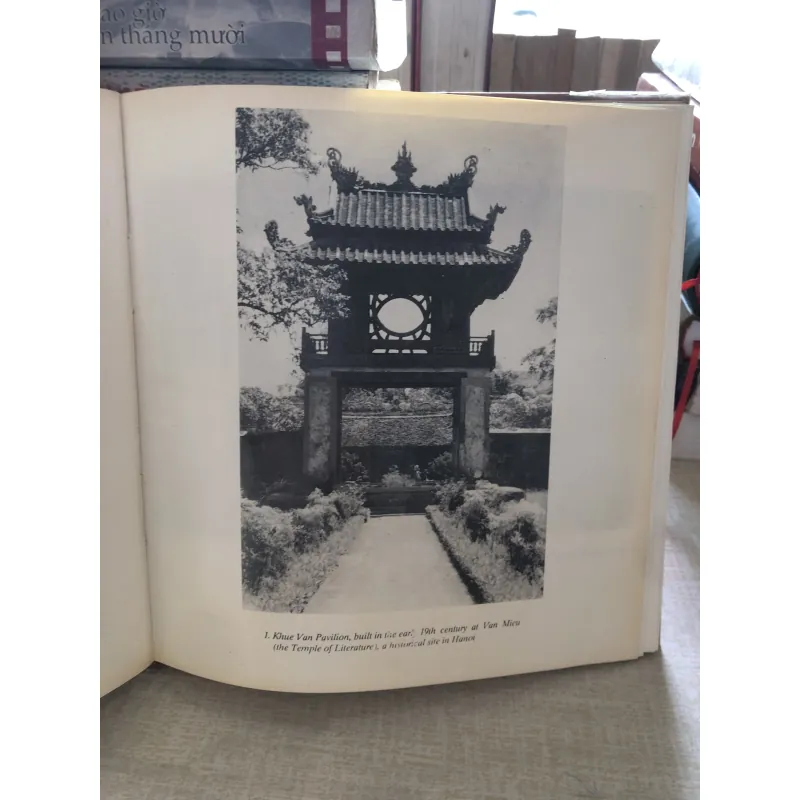 ao giờ
n tháng mười
1. Khue Van Pavilion, built in the early 19th century at Van Mieu
(the Temple of Literature), a historical site in Hanoi